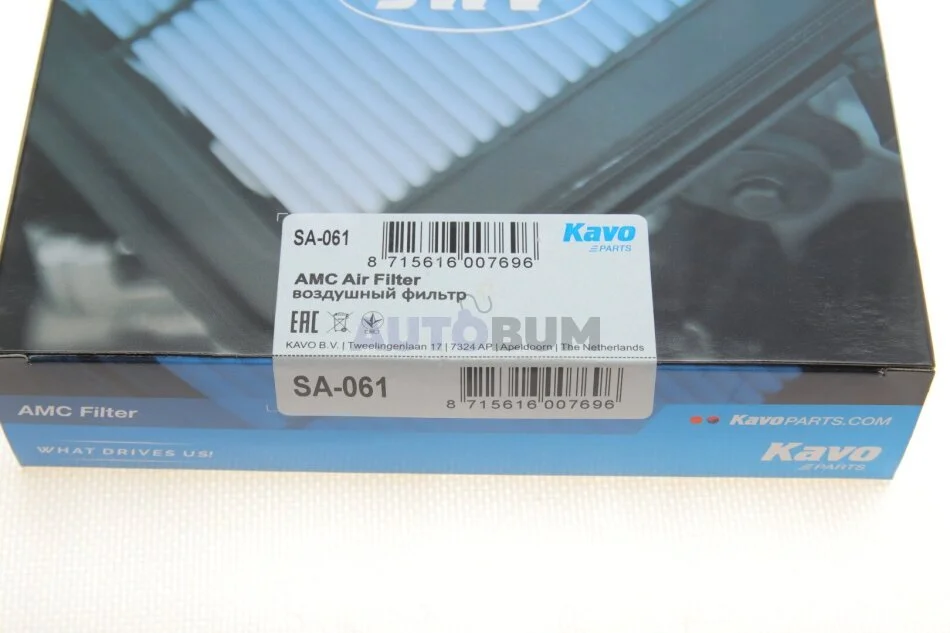 SA-061
Kavo
PARTS
8 715616 007696
AMC Air Filter
воздушный фильтр
EAC
AUTOBUM
KAVO B.V. | Tweelingenlaan 17 | 7324 AP | Apeldoorn | The Netherlands
SA-061
8 715616 007696
AMC Filter
KavoPARTS.COM
WHAT DRIVES US!
Kavo
PARTS